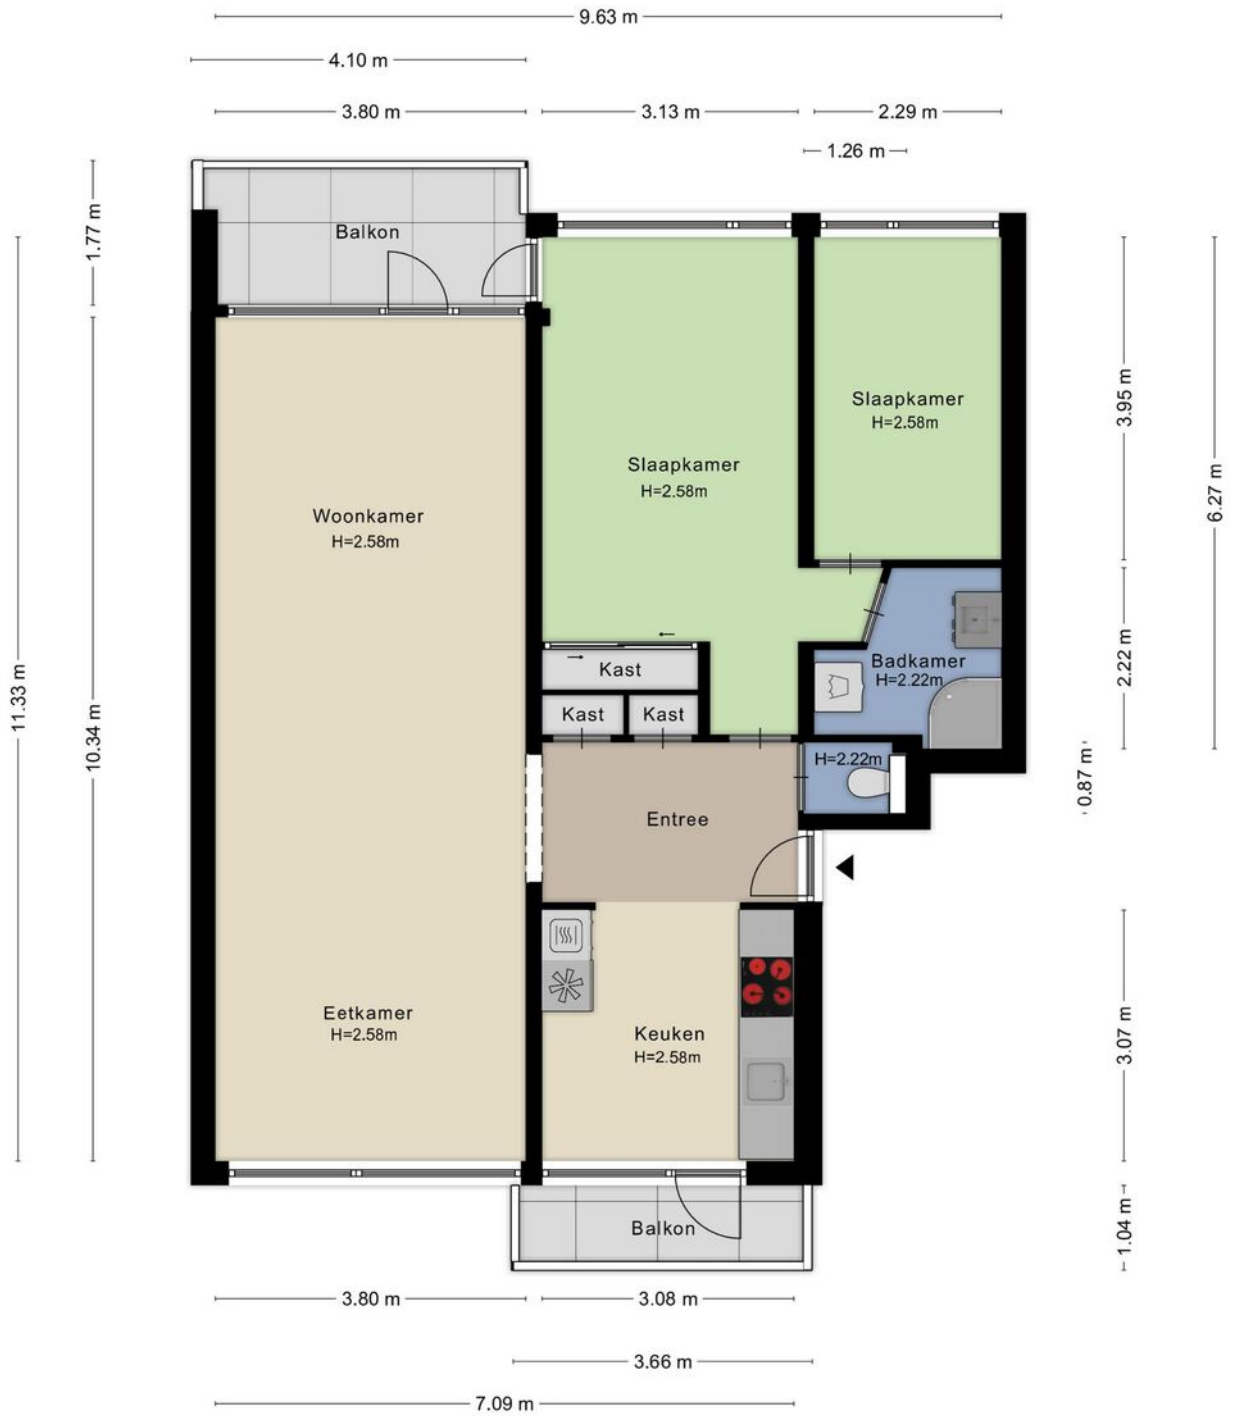 9.63 m
4.10 m
3.80 m
3.13 m
2.29 m
1.26 m
1.77 m
Balkon
11.33 m
10.34 m
3.95 m
6.27 m
Slaapkamer
H=2.58m
Slaapkamer
H=2.58m
Woonkamer
H=2.58m
2.22 m
Kast
Kast
Kast
Badkamer
H=2.22m
H=2.22m
0.87 m
Entree
Eetkamer
H=2.58m
Keuken
H=2.58m
3.07 m
Balkon
1.04 m
3.80 m
3.08 m
3.66 m
7.09 m